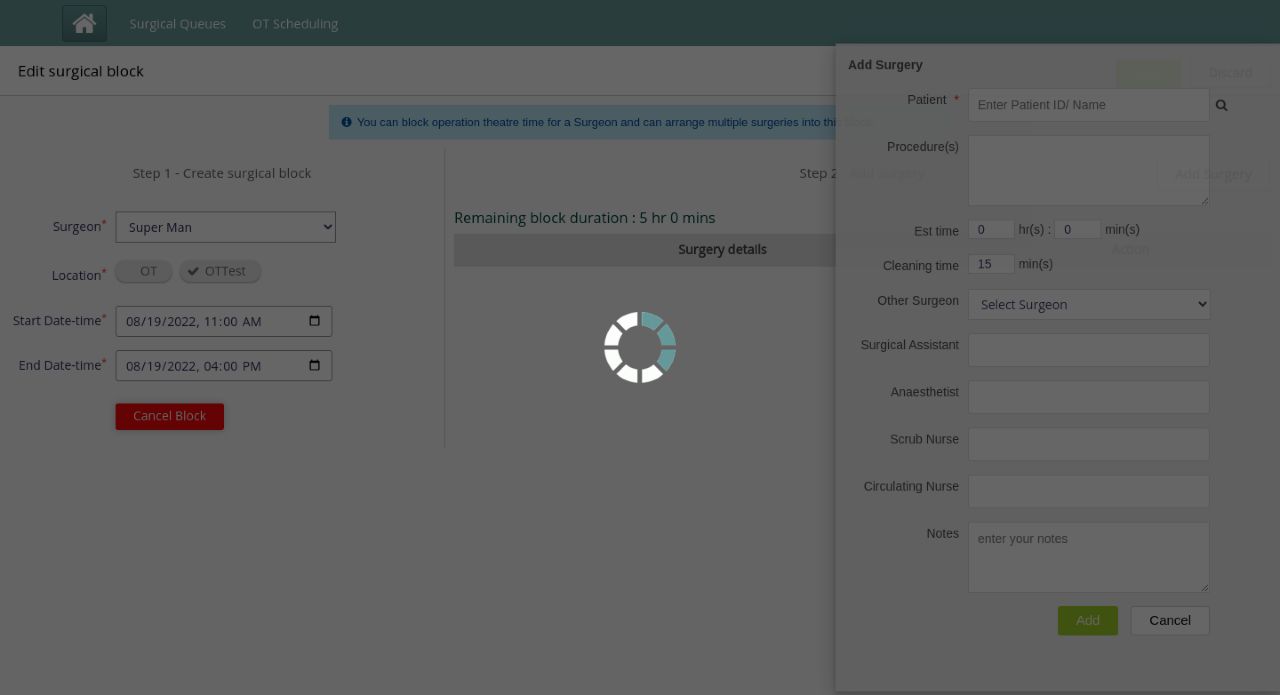 Surgical Queues OT Scheduling
Edit surgical block
Discard
You can block operation theatre time for a Surgeon and can arrange multiple surgeries into this block.
Step 1 - Create surgical block
Surgeon* Super Man
Location* OT OTTest
Start Date-time* 08/19/2022, 11:00 AM
End Date-time* 08/19/2022, 04:00 PM
Cancel Block
Step 2 - Add surgery
Add Surgery
Remaining block duration : 5 hr 0 mins
Surgery details
Action
Add Surgery
Patient * Enter Patient ID/ Name
Procedure(s)
Est time 0 hr(s) : 0 min(s)
Cleaning time 15 min(s)
Other Surgeon Select Surgeon
Surgical Assistant
Anaesthetist
Scrub Nurse
Circulating Nurse
Notes enter your notes
Add Cancel